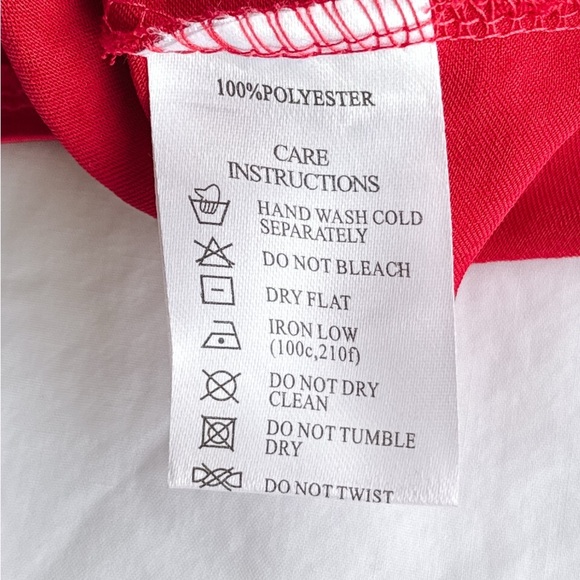 100%POLYESTER
CARE
INSTRUCTIONS
HAND WASH COLD
SEPARATELY
DO NOT BLEACH
DRY FLAT
IRON LOW
(100c,210f)
DO NOT DRY
CLEAN
DO NOT TUMBLE
DRY
DO NOT TWIST